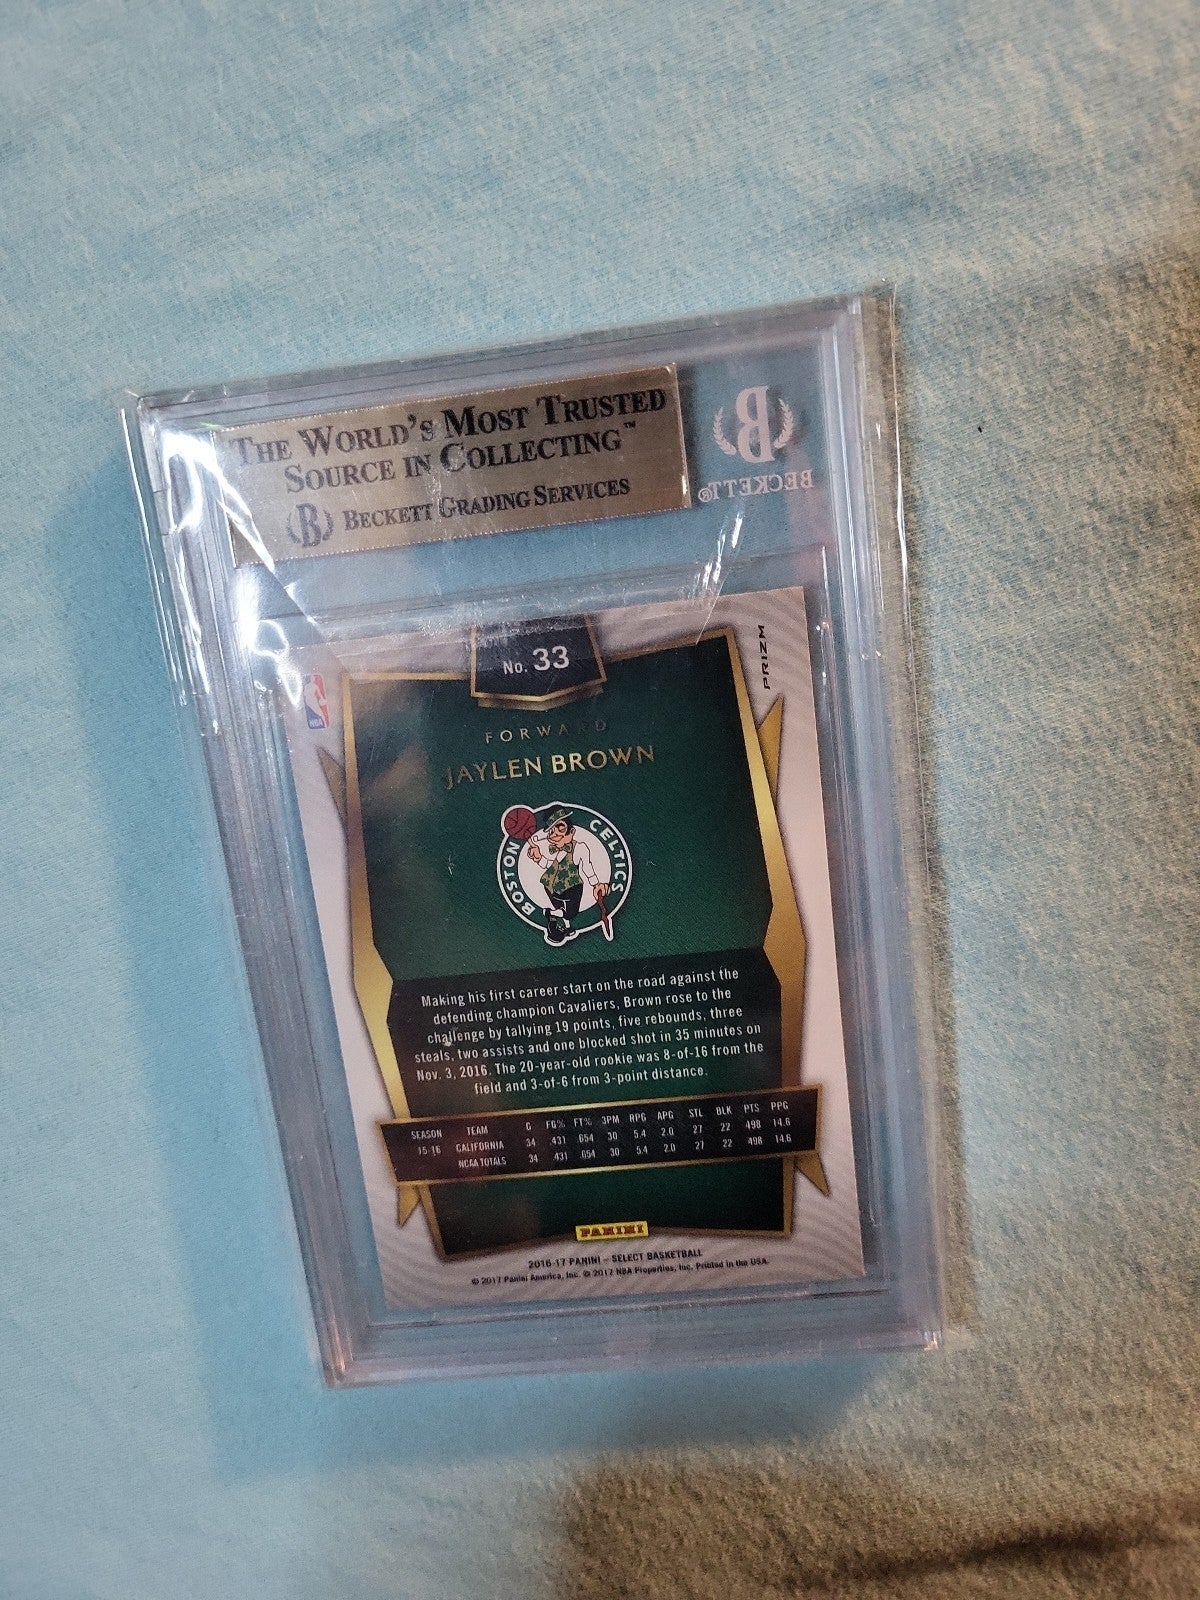 THE WORLD'S MOST TRUSTED
SOURCE IN COLLECTING™
B BECKETT GRADING SERVICES
B
BECKETT®
No. 33
PRIZM
NBA
FORWARD
JAYLEN BROWN
BOSTON CELTICS
Making his first career start on the road against the
defending champion Cavaliers, Brown rose to the
challenge by tallying 19 points, five rebounds, three
steals, two assists and one blocked shot in 35 minutes on
Nov. 3, 2016. The 20-year-old rookie was 8-of-16 from the
field and 3-of-6 from 3-point distance.
SEASON TEAM G FG% FT% 3PM RPG APG STL BLK PTS PPG
15-16 CALIFORNIA 34 .431 .654 30 5.4 2.0 27 22 498 14.6
NCAA TOTALS 34 .431 .654 30 5.4 2.0 27 22 498 14.6
PANINI
2016-17 PANINI – SELECT BASKETBALL
© 2017 Panini America, Inc. © 2017 NBA Properties, Inc. Printed in the USA.